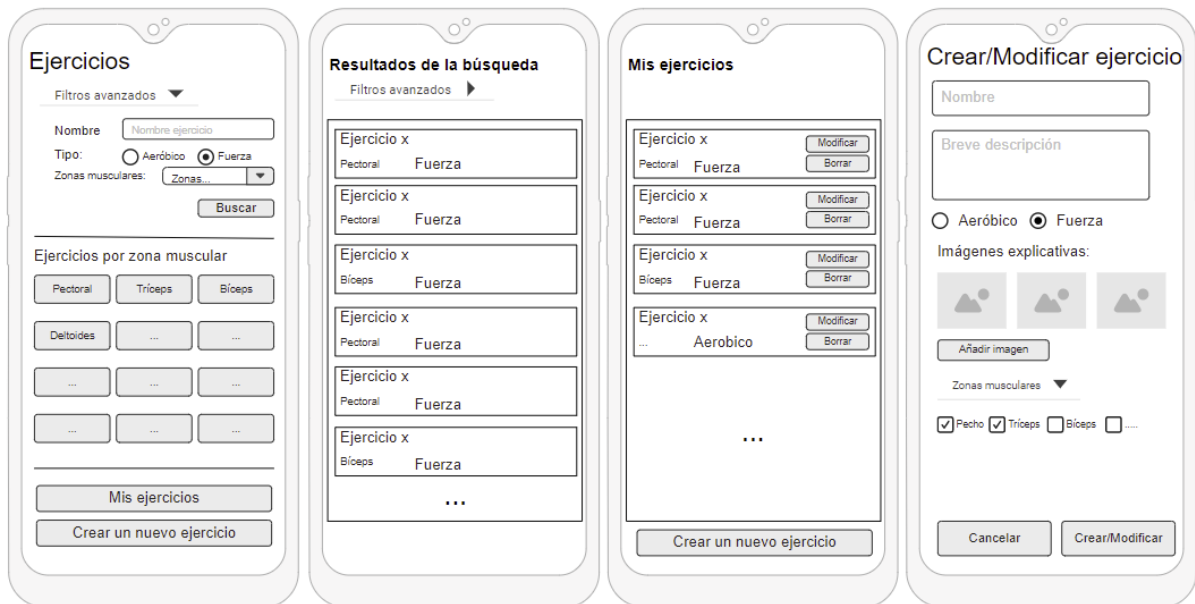 Ejercicios
Filtros avanzados
Nombre Nombre ejercicio
Tipo: Aeróbico Fuerza
Zonas musculares: Zonas...
Buscar
Ejercicios por zona muscular
Pectoral Tríceps Bíceps
Deltoides ... ...
... ... ...
... ... ...
Mis ejercicios
Crear un nuevo ejercicio
Resultados de la búsqueda
Filtros avanzados
Ejercicio x
Pectoral Fuerza
Ejercicio x
Pectoral Fuerza
Ejercicio x
Bíceps Fuerza
Ejercicio x
Pectoral Fuerza
Ejercicio x
Pectoral Fuerza
Ejercicio x
Bíceps Fuerza
...
Mis ejercicios
Ejercicio x Modificar
Pectoral Fuerza Borrar
Ejercicio x Modificar
Pectoral Fuerza Borrar
Ejercicio x Modificar
Bíceps Fuerza Borrar
Ejercicio x Modificar
... Aerobico Borrar
...
Crear un nuevo ejercicio
Crear/Modificar ejercicio
Nombre
Breve descripción
Aeróbico Fuerza
Imágenes explicativas:
Añadir imagen
Zonas musculares
Pecho Tríceps Bíceps .....
Cancelar Crear/Modificar